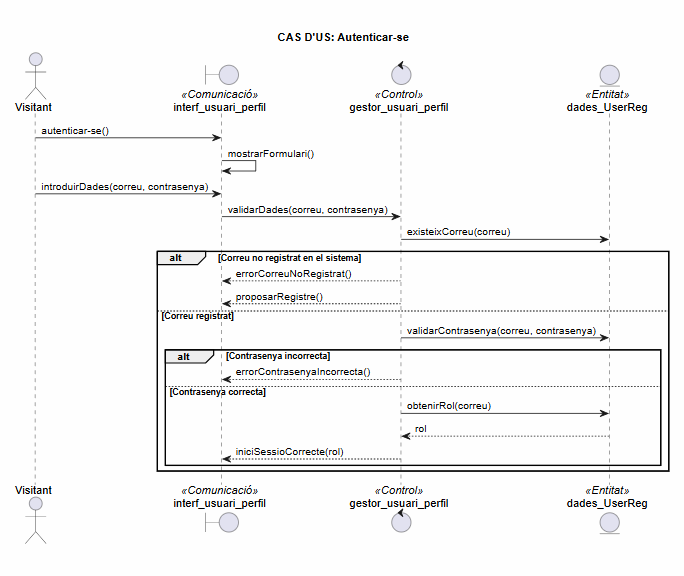 CAS D'US: Autenticar-se
Visitant
«Comunicació»
interf_usuari_perfil
«Control»
gestor_usuari_perfil
«Entitat»
dades_UserReg
autenticar-se()
mostrarFormulari()
introduirDades(correu, contrasenya)
validarDades(correu, contrasenya)
existeixCorreu(correu)
alt
[Correu no registrat en el sistema]
errorCorreuNoRegistrat()
proposarRegistre()
[Correu registrat]
validarContrasenya(correu, contrasenya)
alt
[Contrasenya incorrecta]
errorContrasenyaIncorrecta()
[Contrasenya correcta]
obtenirRol(correu)
rol
iniciSessioCorrecte(rol)
Visitant
«Comunicació»
interf_usuari_perfil
«Control»
gestor_usuari_perfil
«Entitat»
dades_UserReg